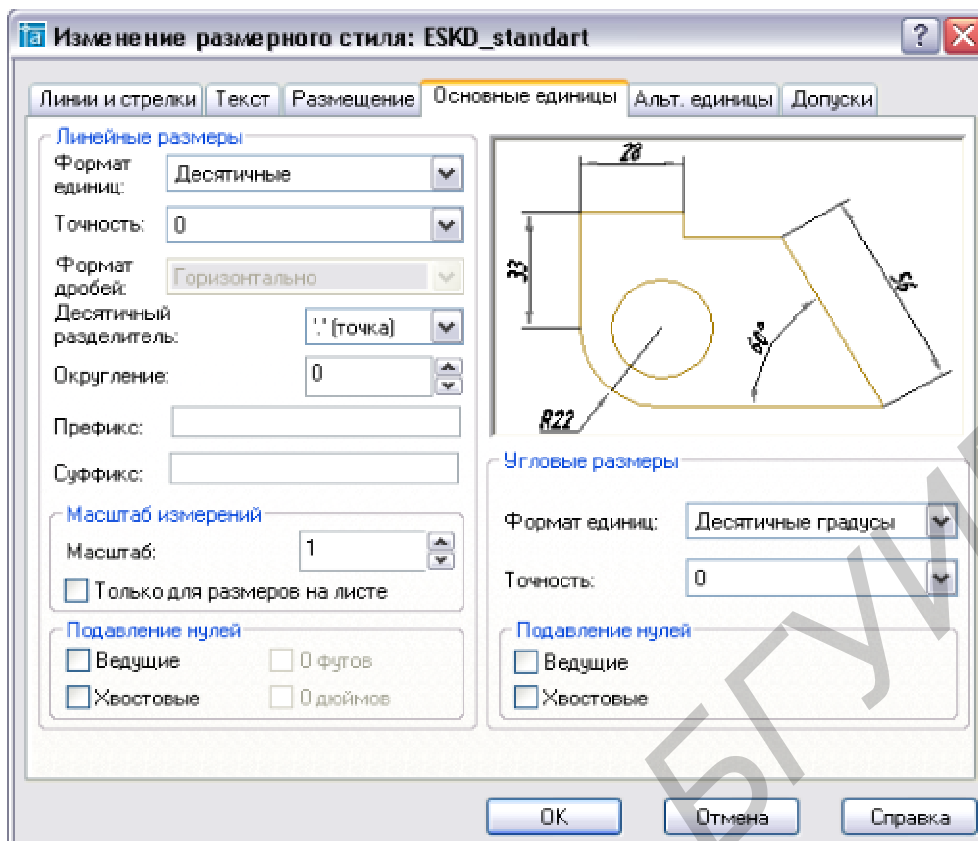 Изменение размерного стиля: ESKD_standart
Линии и стрелки Текст Размещение Основные единицы Альт. единицы Допуски
Линейные размеры
Формат единиц: Десятичные
Точность: 0
Формат дробей: Горизонтально
Десятичный разделитель: '.' (точка)
Округление: 0
Префикс:
Суффикс:
Масштаб измерений
Масштаб: 1
Только для размеров на листе
Подавление нулей
Ведущие 0 футов
Хвостовые 0 дюймов
28
33
56
60°
R22
Угловые размеры
Формат единиц: Десятичные градусы
Точность: 0
Подавление нулей
Ведущие
Хвостовые
OK Отмена Справка